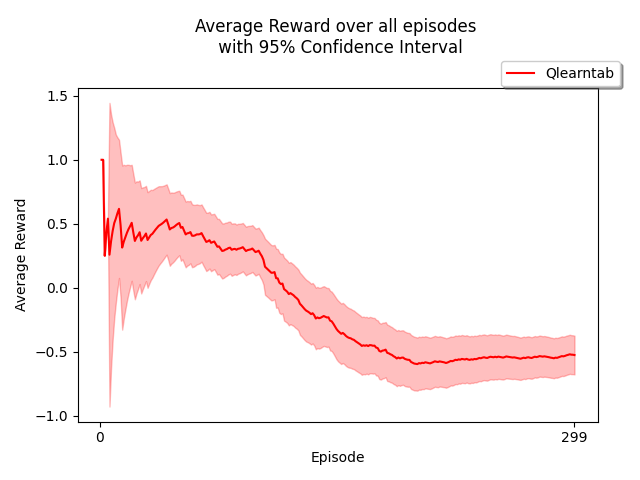 Average Reward over all episodes
with 95% Confidence Interval
Qlearntab
1.5
1.0
0.5
0.0
−0.5
−1.0
Average Reward
0
299
Episode